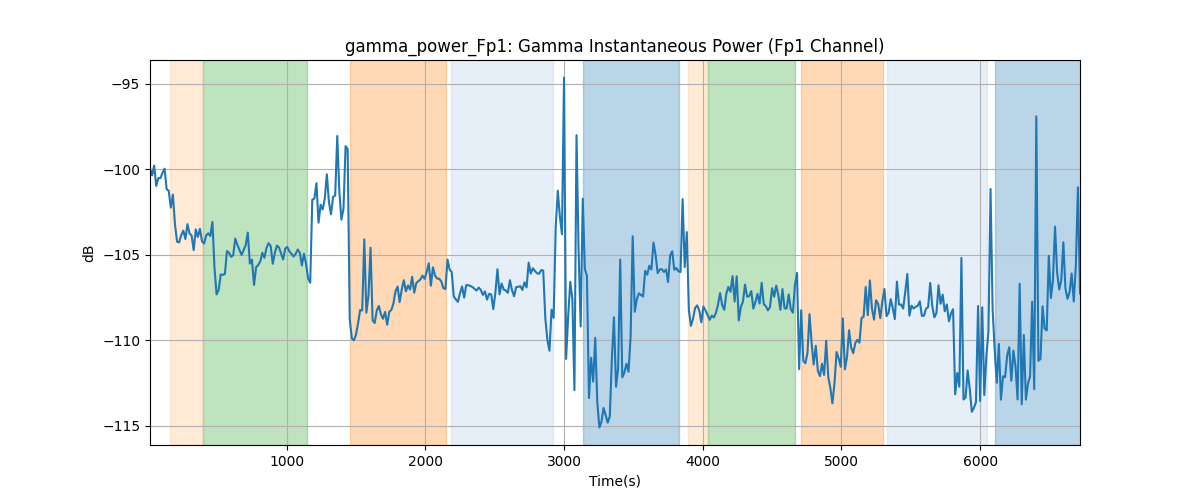 gamma_power_Fp1: Gamma Instantaneous Power (Fp1 Channel)
−95
−100
−105
−110
−115
dB
1000 2000 3000 4000 5000 6000
Time(s)